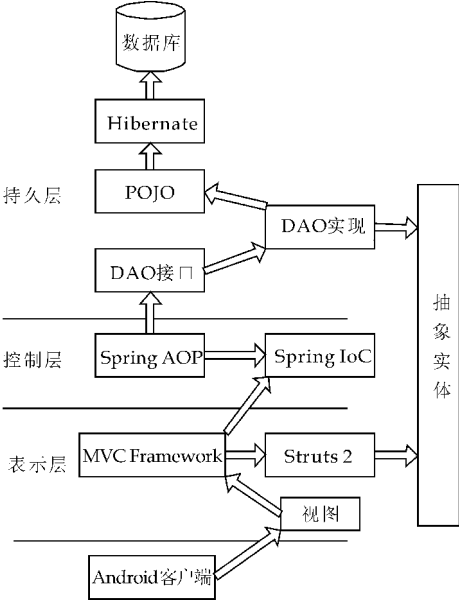 数据库
Hibernate
持久层
POJO
DAO实现
DAO接口
抽象实体
控制层
Spring AOP
Spring IoC
表示层
MVC Framework
Struts 2
视图
Android客户端